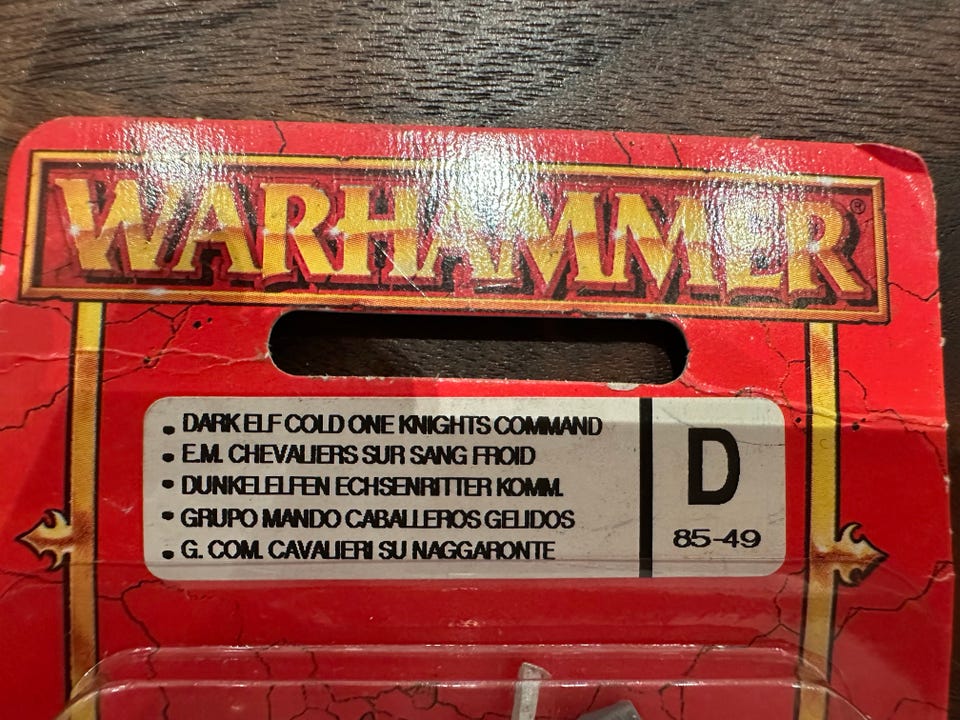 WARHAMMER®
• DARK ELF COLD ONE KNIGHTS COMMAND
• E.M. CHEVALIERS SUR SANG FROID
• DUNKELELFEN ECHSENRITTER KOMM.
• GRUPO MANDO CABALLEROS GELIDOS
• G. COM. CAVALIERI SU NAGGARONTE
D
85-49